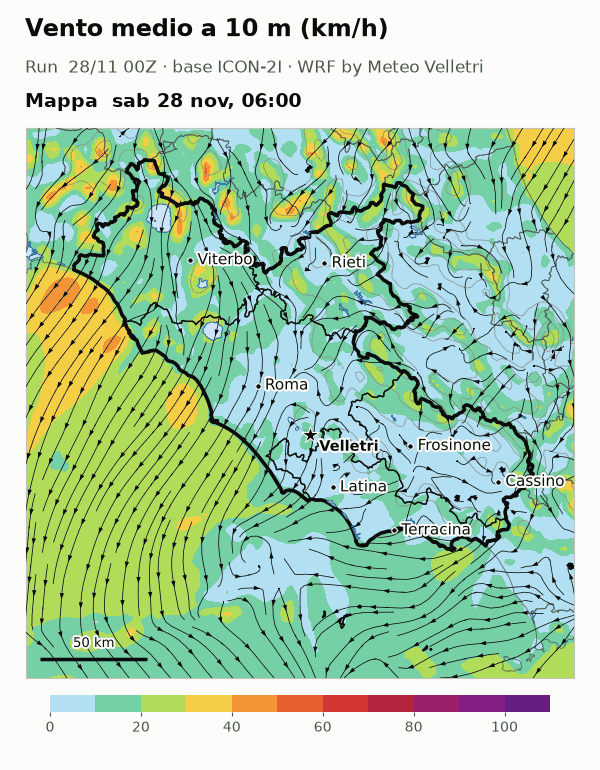 Vento medio a 10 m (km/h)
Run  28/11 00Z · base ICON-2I · WRF by Meteo Velletri
Mappa  sab 28 nov, 06:00
Viterbo
Rieti
Roma
Velletri
Frosinone
Cassino
Latina
Terracina
50 km
0 20 40 60 80 100